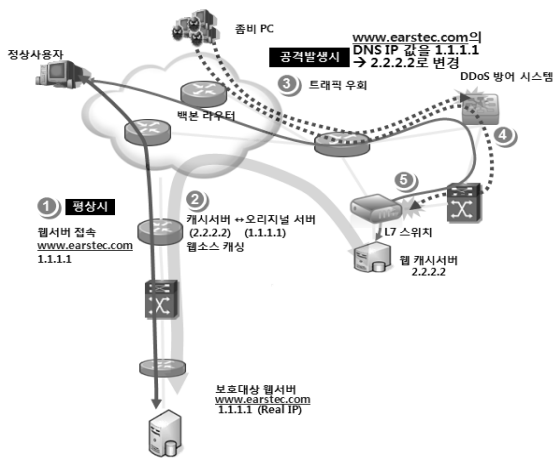 좀비 PC
정상사용자
공격발생시
www.earstec.com의
DNS IP 값을 1.1.1.1
→ 2.2.2.2로 변경
3
트래픽 우회
DDoS 방어 시스템
백본 라우터
4
5
1
평상시
웹서버 접속
www.earstec.com
1.1.1.1
2
캐시서버 ↔오리지널 서버
(2.2.2.2) (1.1.1.1)
웹소스 캐싱
L7 스위치
웹 캐시서버
2.2.2.2
보호대상 웹서버
www.earstec.com
1.1.1.1 (Real IP)